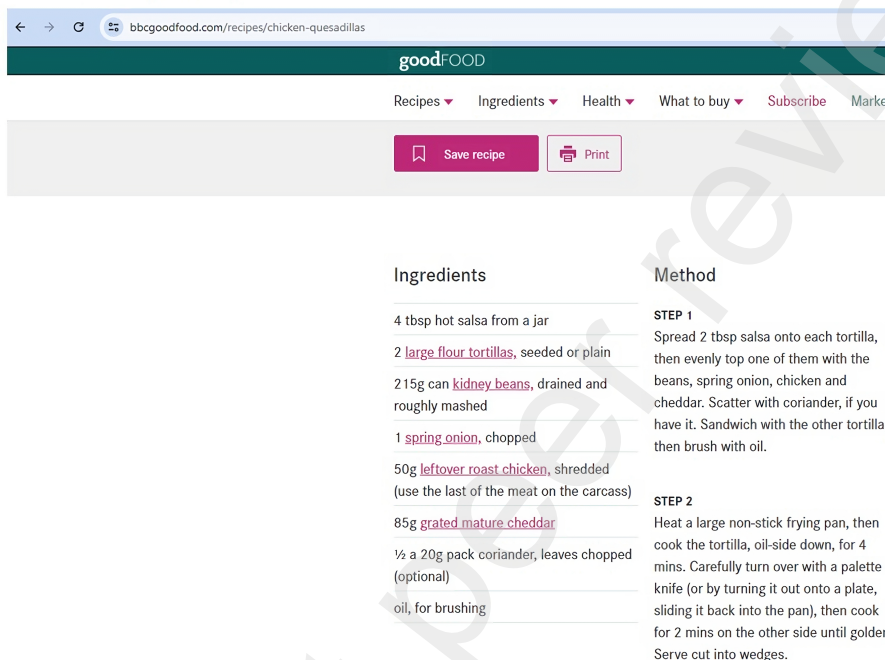 bbcgoodfood.com/recipes/chicken-quesadillas
goodFOOD
Recipes Ingredients Health What to buy Subscribe Marke
Save recipe Print
Ingredients
4 tbsp hot salsa from a jar
2 large flour tortillas, seeded or plain
215g can kidney beans, drained and
roughly mashed
1 spring onion, chopped
50g leftover roast chicken, shredded
(use the last of the meat on the carcass)
85g grated mature cheddar
½ a 20g pack coriander, leaves chopped
(optional)
oil, for brushing
Method
STEP 1
Spread 2 tbsp salsa onto each tortilla,
then evenly top one of them with the
beans, spring onion, chicken and
cheddar. Scatter with coriander, if you
have it. Sandwich with the other tortilla
then brush with oil.
STEP 2
Heat a large non-stick frying pan, then
cook the tortilla, oil-side down, for 4
mins. Carefully turn over with a palette
knife (or by turning it out onto a plate,
sliding it back into the pan), then cook
for 2 mins on the other side until golden
Serve cut into wedges.
peer review